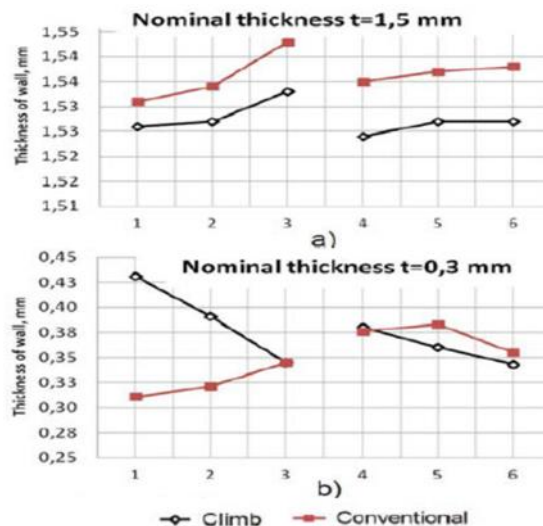 Nominal thickness t=1,5 mm
Thickness of wall, mm
1,55
1,54
1,54
1,53
1,53
1,52
1,52
1,51
1 2 3 4 5 6
a)
Nominal thickness t=0,3 mm
Thickness of wall, mm
0,45
0,43
0,40
0,38
0,35
0,33
0,30
0,28
0,25
1 2 3 4 5 6
b)
Climb Conventional